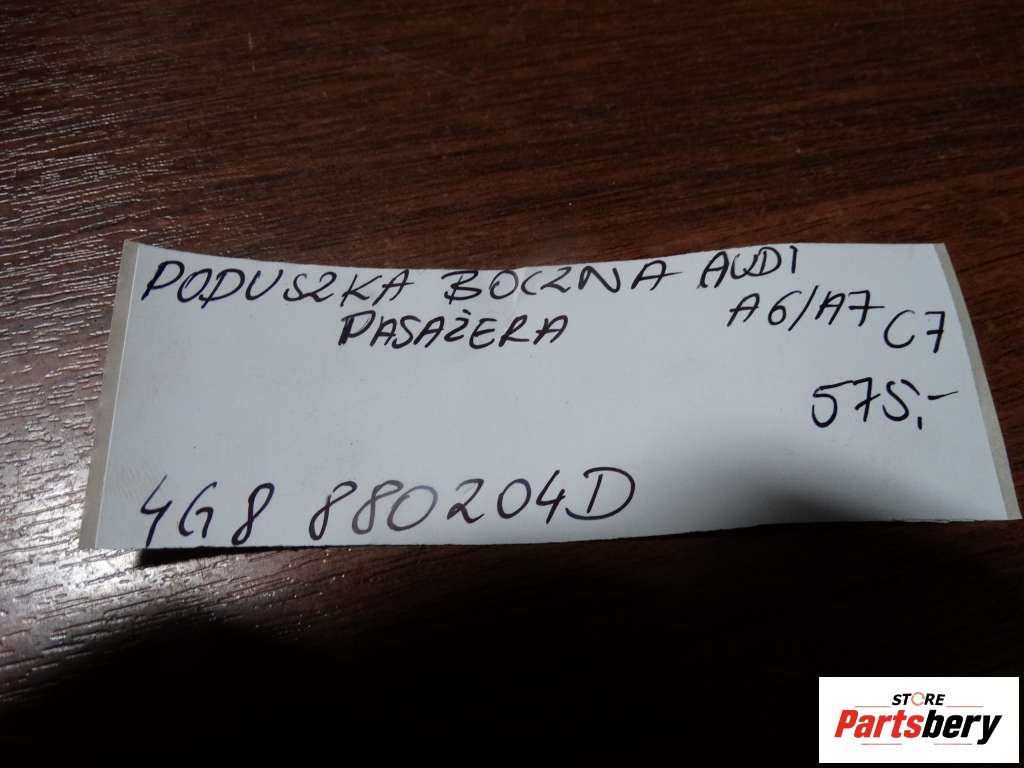 PODUSZKA BOCZNA AUDI
PASAŻERA A6/A7 C7
575,-
4G8 880204D
STORE
Partsbery